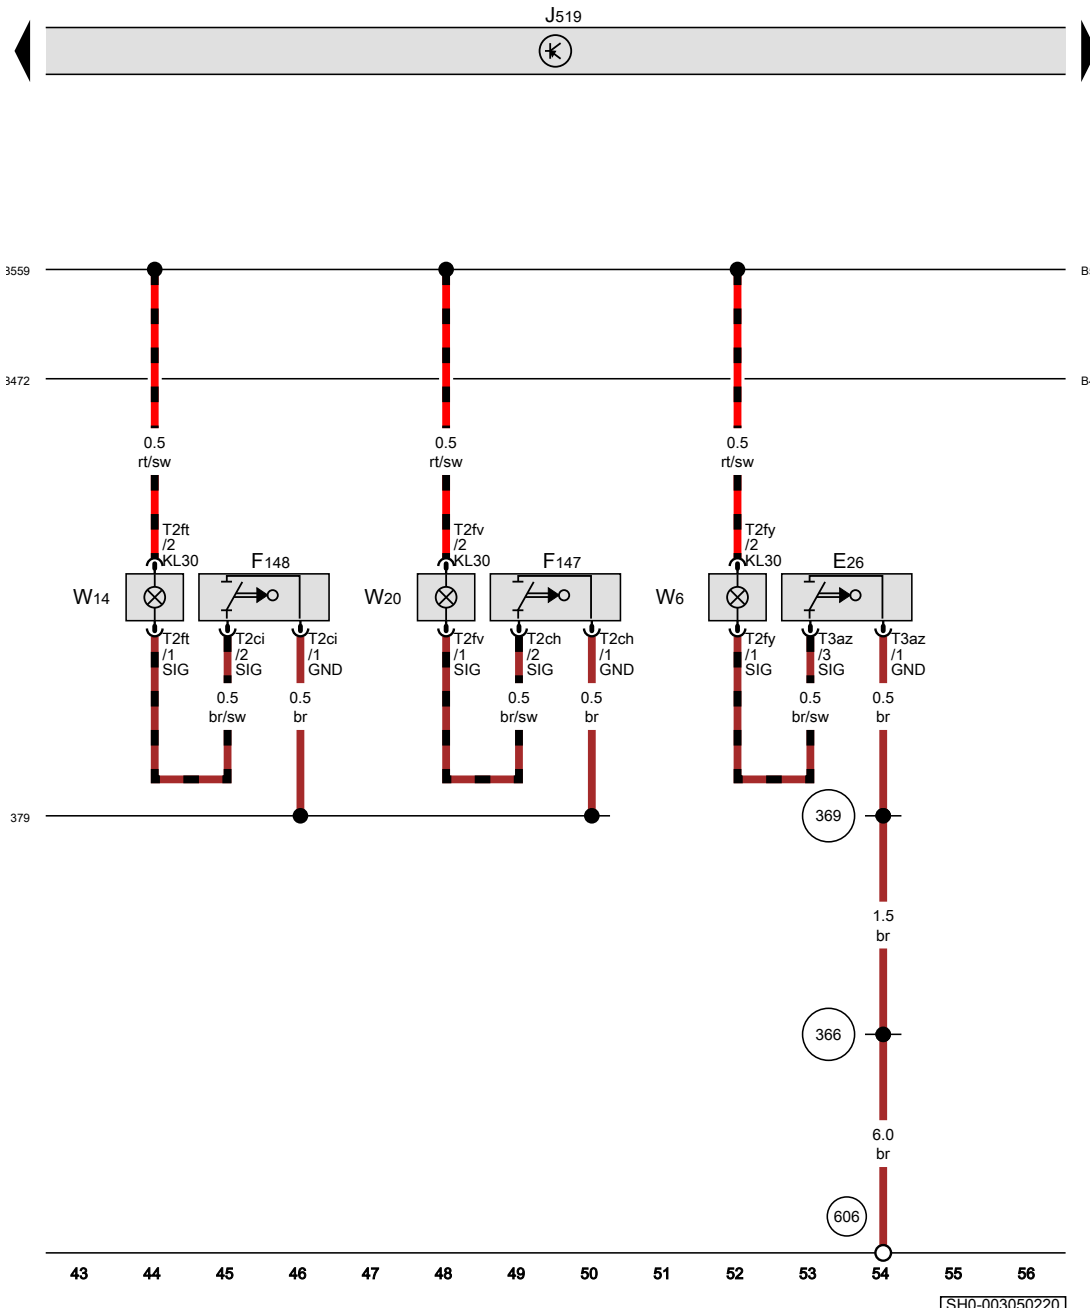 J519
B
B
0.5
rt/sw
0.5
rt/sw
0.5
rt/sw
T2ft
/2
KL30
T2fv
/2
KL30
T2fy
/2
KL30
W14
F148
W20
F147
W6
E26
T2ft
/1
SIG
T2ci
/2
SIG
T2ci
/1
GND
T2fv
/1
SIG
T2ch
/2
SIG
T2ch
/1
GND
T2fy
/1
SIG
T3az
/3
SIG
T3az
/1
GND
0.5
br/sw
0.5
br
0.5
br/sw
0.5
br
0.5
br/sw
0.5
br
379
369
1.5
br
366
6.0
br
606
43 44 45 46 47 48 49 50 51 52 53 54 55 56
SH0-003050220